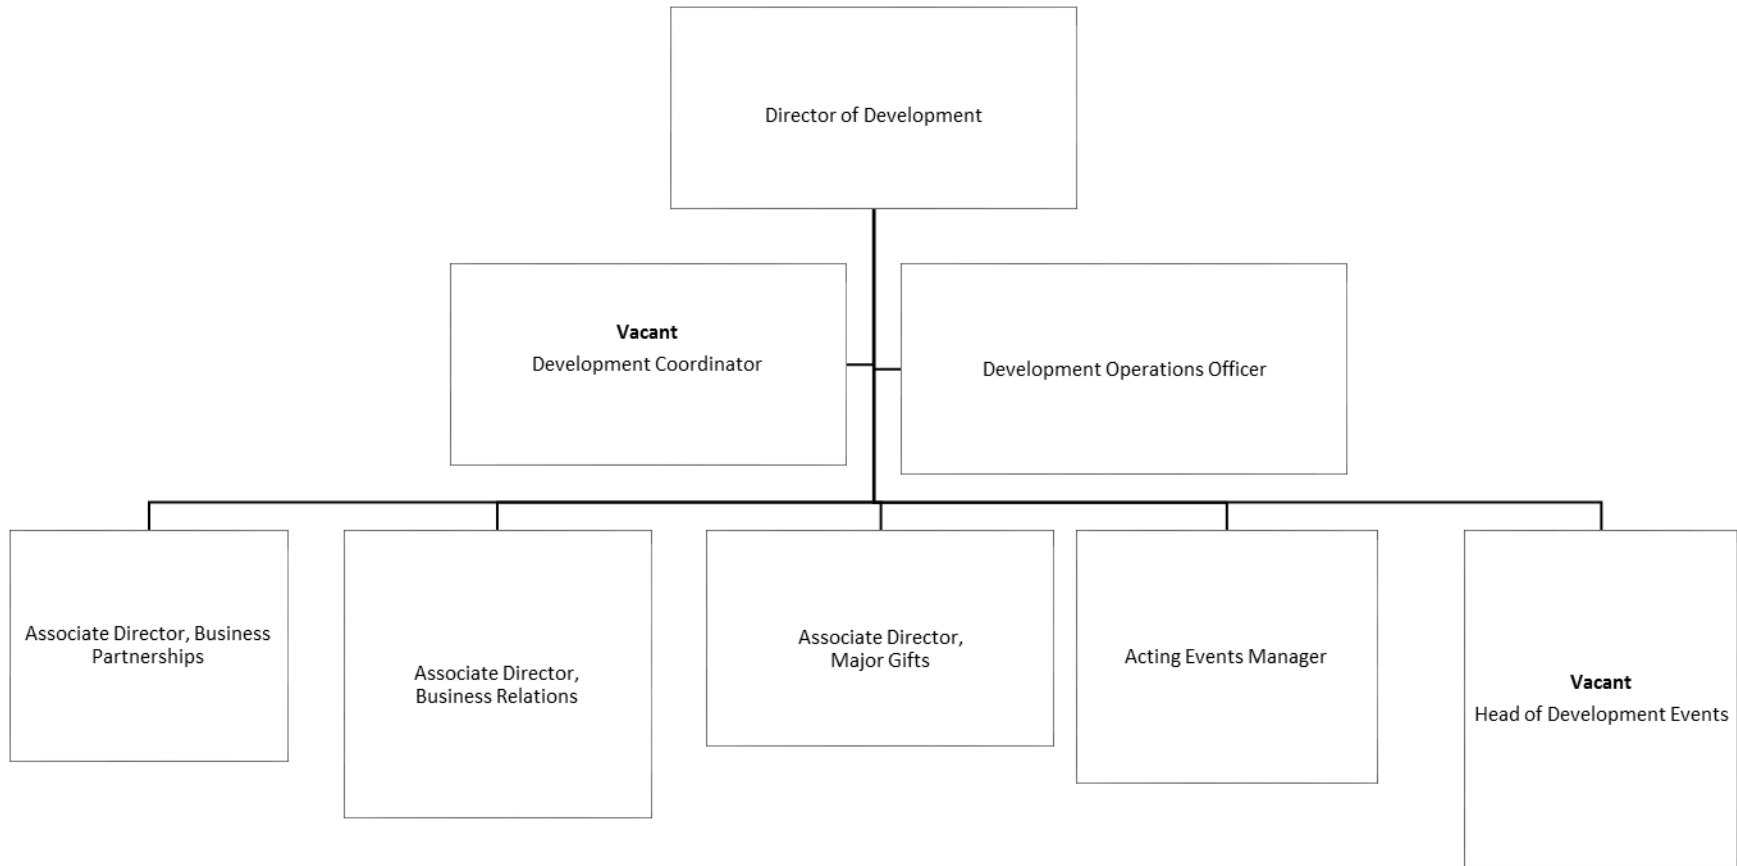 Director of Development
Vacant
Development Coordinator
Development Operations Officer
Associate Director, Business
Partnerships
Associate Director,
Business Relations
Associate Director,
Major Gifts
Acting Events Manager
Vacant
Head of Development Events